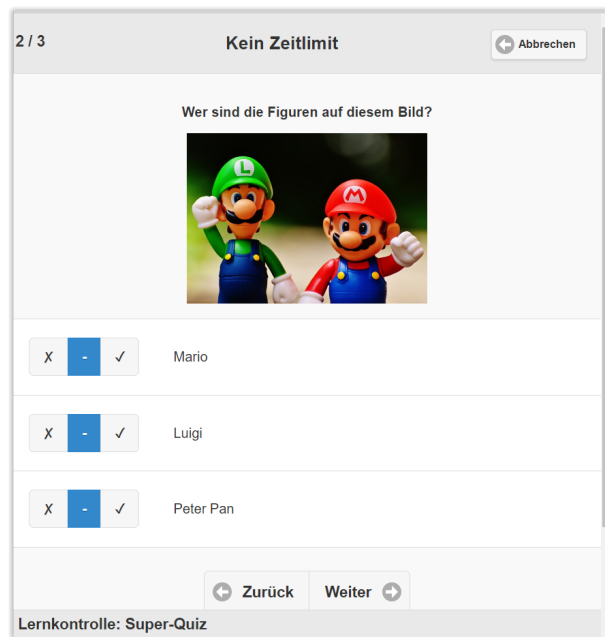 2 / 3
Kein Zeitlimit
Abbrechen
Wer sind die Figuren auf diesem Bild?
L
M
✗ - ✓ Mario
✗ - ✓ Luigi
✗ - ✓ Peter Pan
Zurück Weiter
Lernkontrolle: Super-Quiz